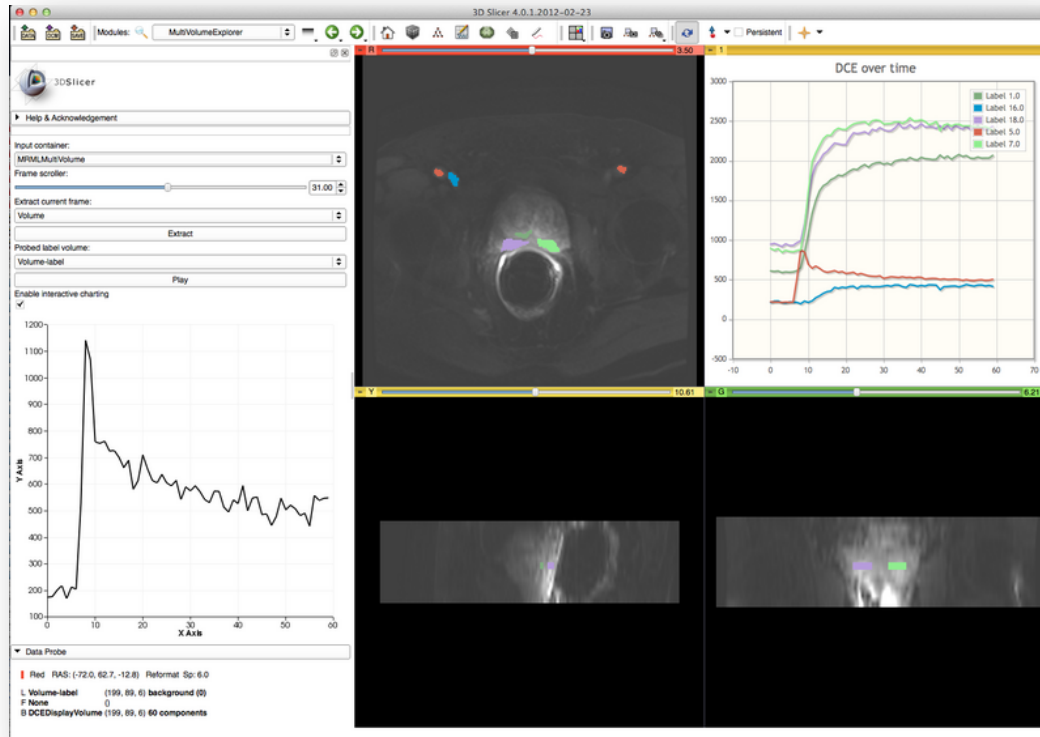 3D Slicer 4.0.1.2012-02-23
DATA DCM SAVE Modules: MultiVolumeExplorer Persistent
3DSlicer
Help & Acknowledgement
Input container:
MRMLMultiVolume
Frame scroller:
31.00
Extract current frame:
Volume
Extract
Probed label volume:
Volume-label
Play
Enable interactive charting
1200
1100
1000
900
800
700
600
500
400
300
200
100
Y Axis
0 10 20 30 40 50 60
X Axis
Data Probe
Red RAS: (-72.0, 62.7, -12.8) Reformat Sp: 6.0
L Volume-label (199, 89, 6) background (0)
F None ()
B DCEDisplayVolume (199, 89, 6) 60 components
R 3.50
1
DCE over time
3000
2500
2000
1500
1000
500
0
-500
-10 0 10 20 30 40 50 60 70
Label 1.0
Label 16.0
Label 18.0
Label 5.0
Label 7.0
Y 10.61
G 6.21